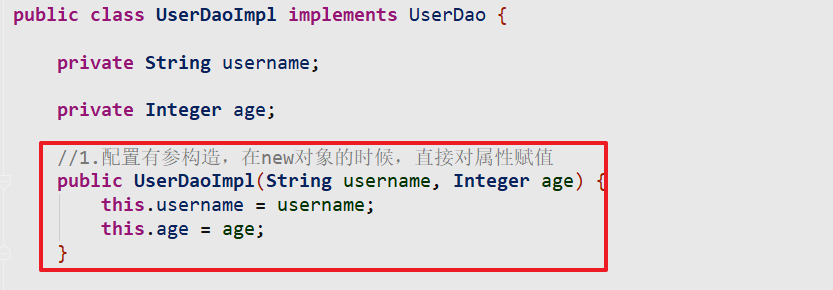 public class UserDaoImpl implements UserDao {
private String username;
private Integer age;
//1.配置有参构造，在new对象的时候，直接对属性赋值
public UserDaoImpl(String username, Integer age) {
this.username = username;
this.age = age;
}